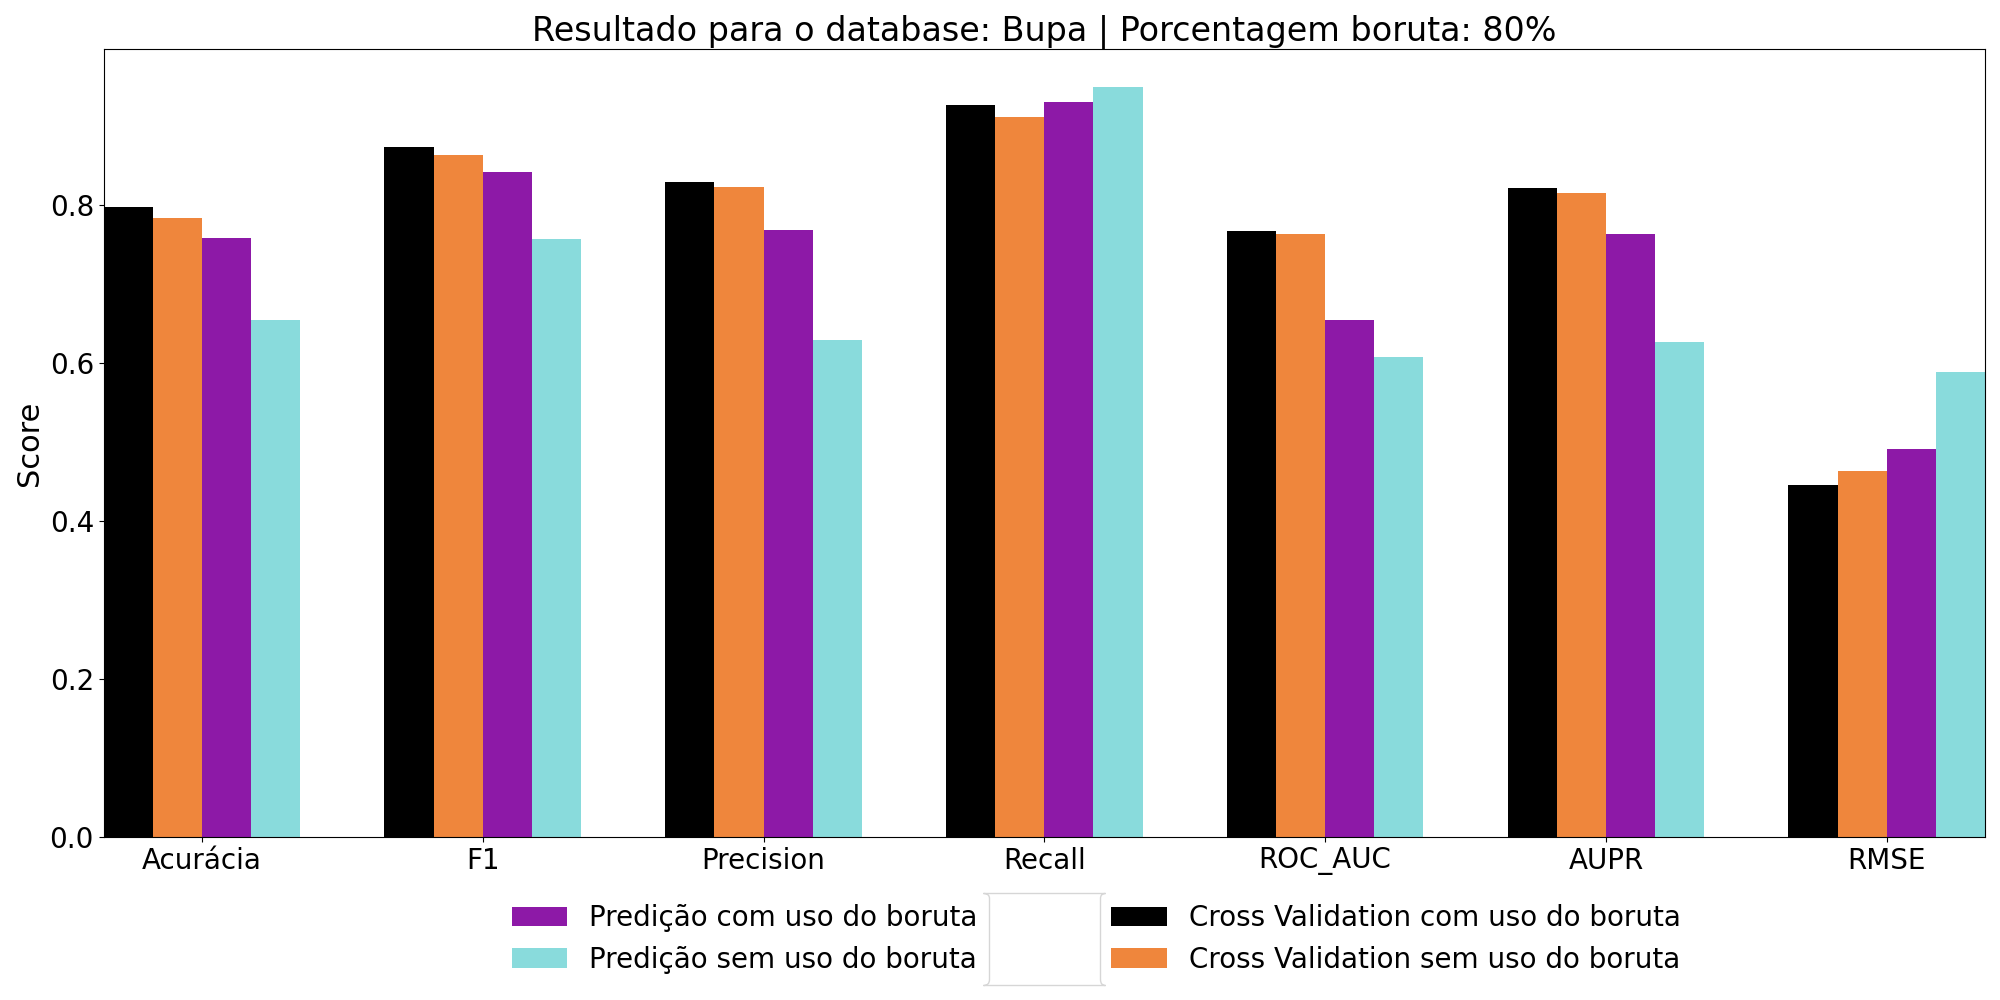 Resultado para o database: Bupa | Porcentagem boruta: 80%
Score
0.8
0.6
0.4
0.2
0.0
Acurácia F1 Precision Recall ROC_AUC AUPR RMSE
Predição com uso do boruta
Predição sem uso do boruta
Cross Validation com uso do boruta
Cross Validation sem uso do boruta